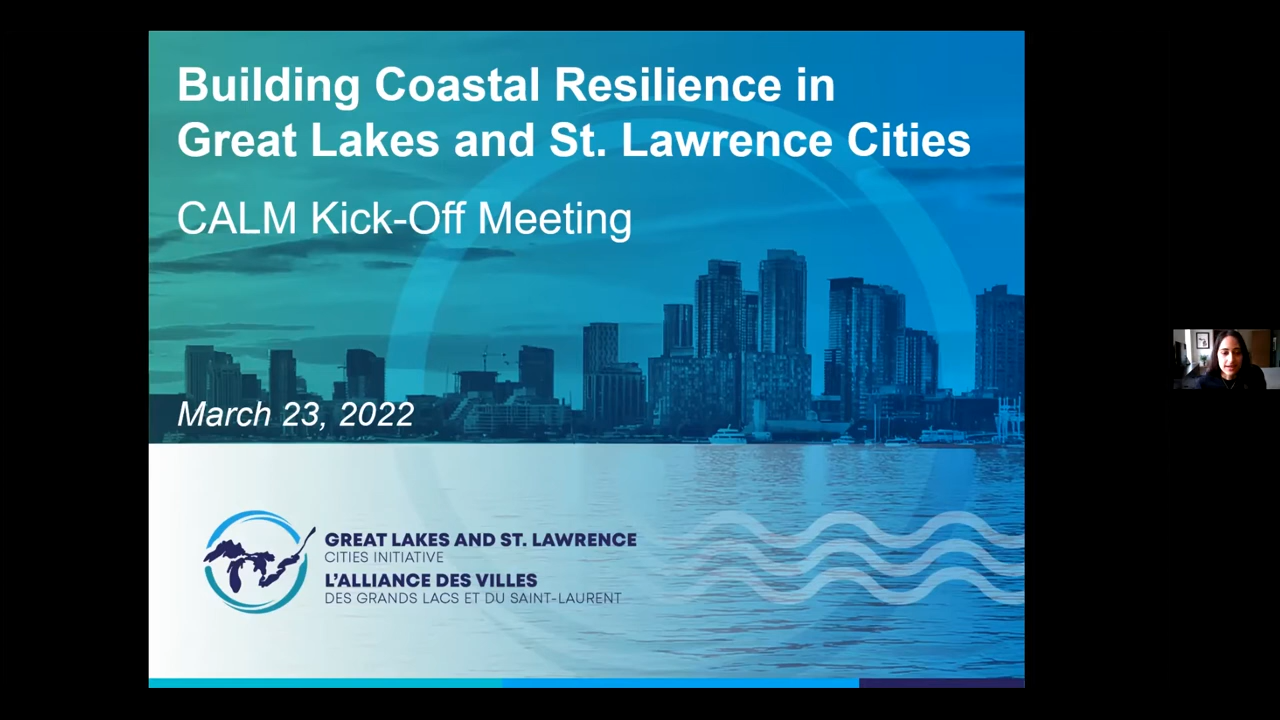 Building Coastal Resilience in
Great Lakes and St. Lawrence Cities
CALM Kick-Off Meeting
March 23, 2022
GREAT LAKES AND ST. LAWRENCE
CITIES INITIATIVE
L'ALLIANCE DES VILLES
DES GRANDS LACS ET DU SAINT-LAURENT